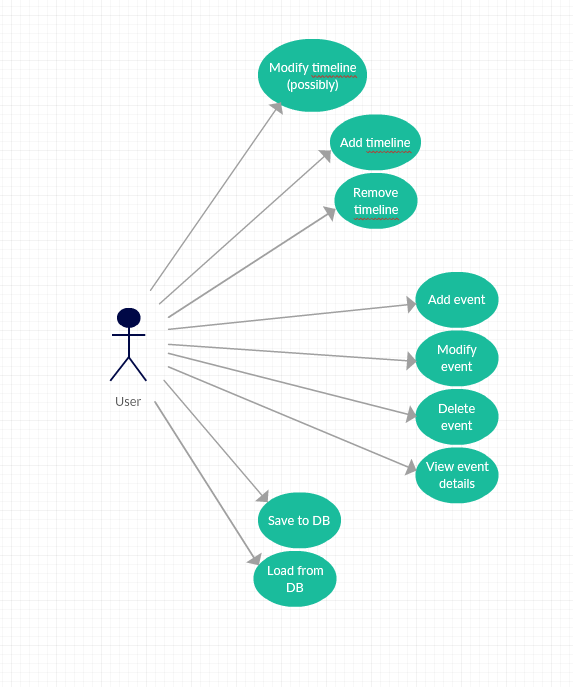 Modify timeline
(possibly)
Add timeline
Remove
timeline
Add event
Modify
event
Delete
event
User
View event
details
Save to DB
Load from
DB